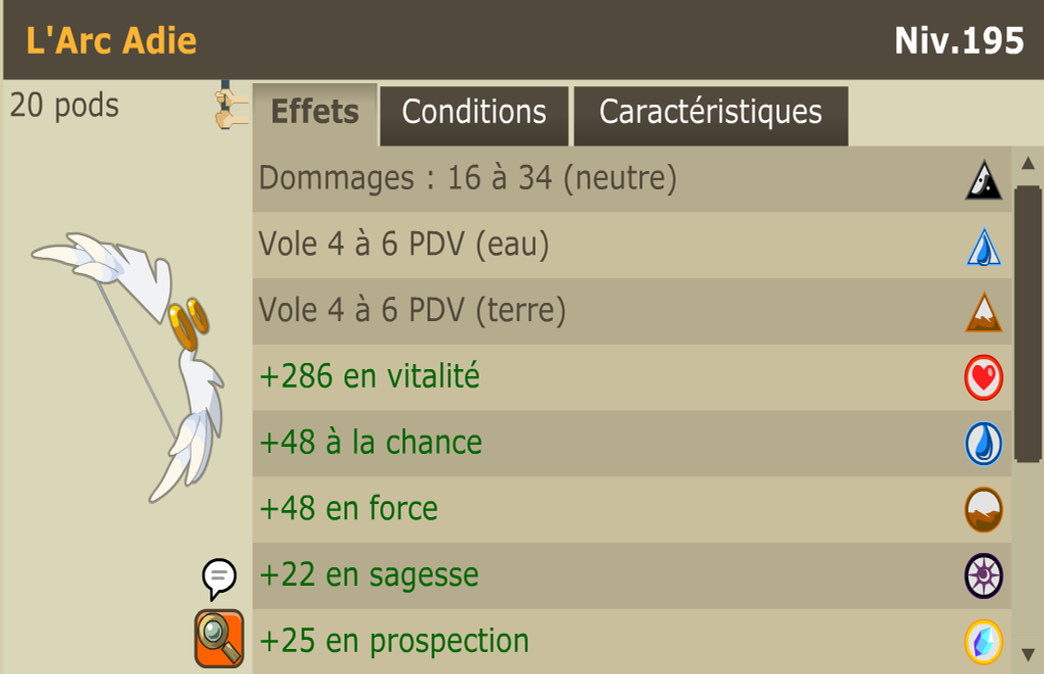 L'Arc Adie
Niv.195
20 pods
Effets
Conditions
Caractéristiques
Dommages : 16 à 34 (neutre)
Vole 4 à 6 PDV (eau)
Vole 4 à 6 PDV (terre)
+286 en vitalité
+48 à la chance
+48 en force
+22 en sagesse
+25 en prospection